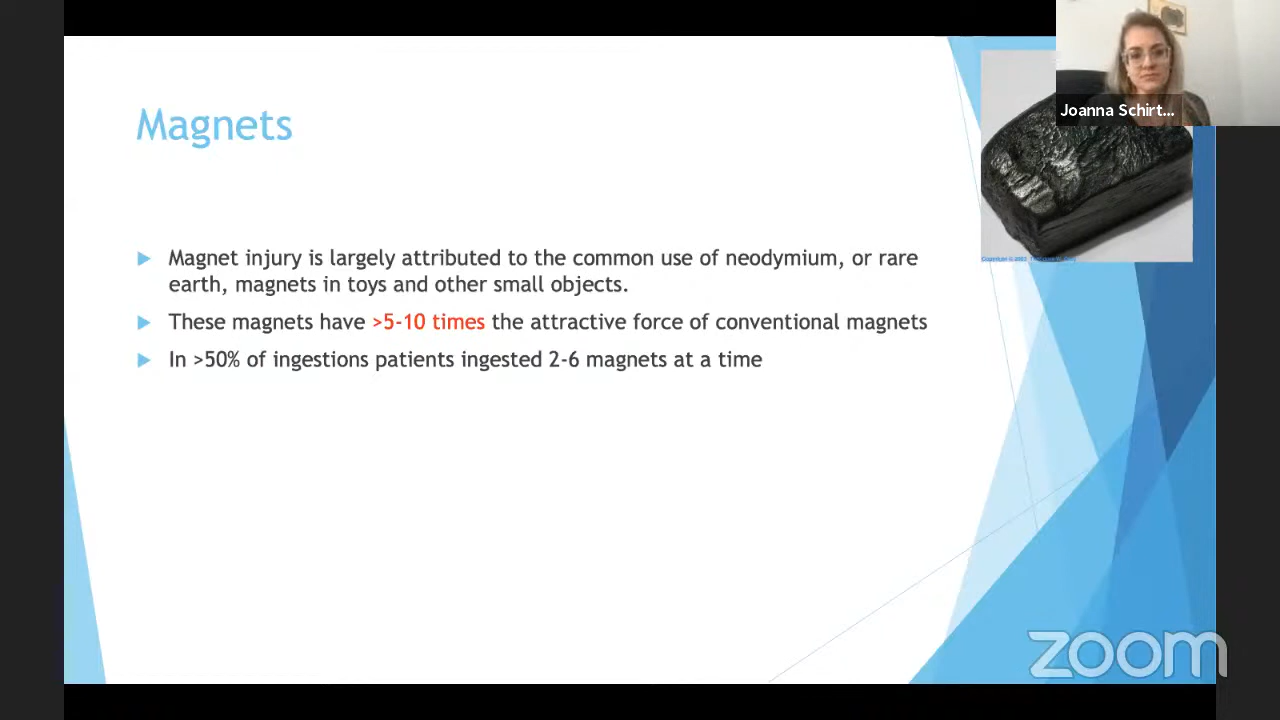 Joanna Schirt...
Magnets
Magnet injury is largely attributed to the common use of neodymium, or rare
earth, magnets in toys and other small objects.
These magnets have >5-10 times the attractive force of conventional magnets
In >50% of ingestions patients ingested 2-6 magnets at a time
zoom